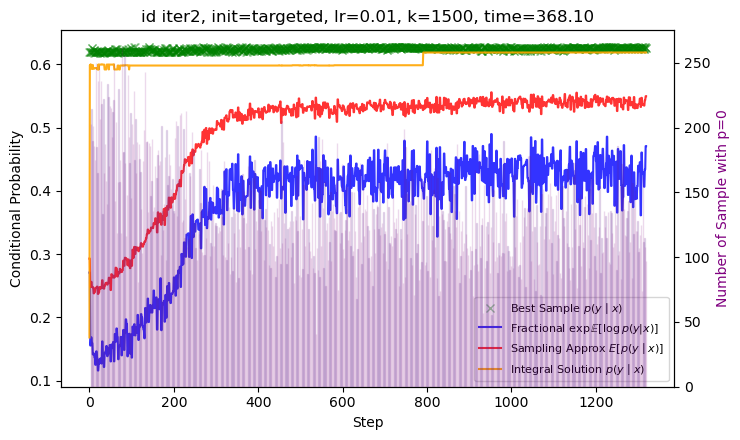 id iter2, init=targeted, lr=0.01, k=1500, time=368.10
Conditional Probability
0.6
0.5
0.4
0.3
0.2
0.1
250
200
150
100
50
0
Number of Sample with p=0
Best Sample p(y | x)
Fractional exp𝔼[log p(y|x)]
Sampling Approx E[p(y | x)]
Integral Solution p(y | x)
0
200
400
600
800
1000
1200
Step